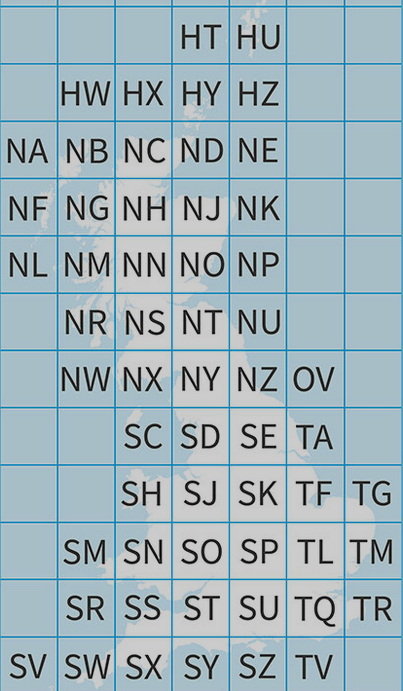 HT HU
HW HX HY HZ
NA NB NC ND NE
NF NG NH NJ NK
NL NM NN NO NP
NR NS NT NU
NW NX NY NZ OV
SC SD SE TA
SH SJ SK TF TG
SM SN SO SP TL TM
SR SS ST SU TQ TR
SV SW SX SY SZ TV